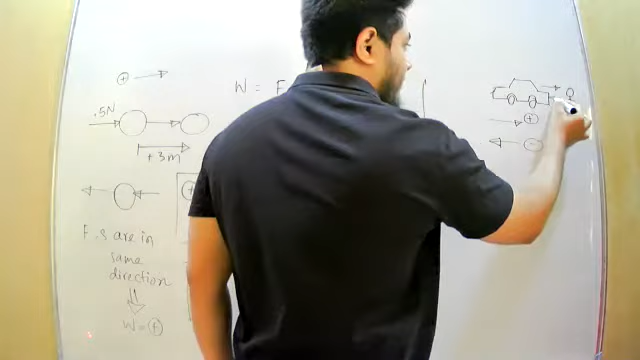 +
W = F
.5N
+3m
+
+
-
F. s are in
same
direction
W = +